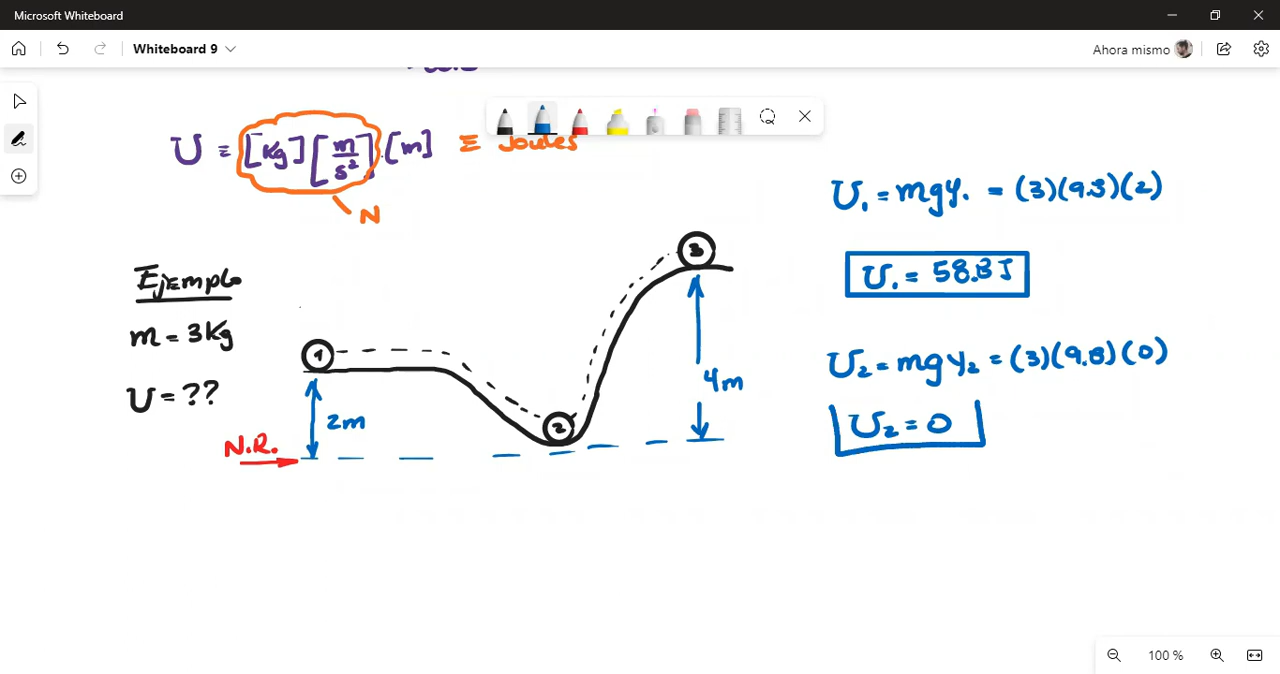 Microsoft Whiteboard
Whiteboard 9
Ahora mismo
U = [Kg] [m/s²] · [m] ≡ Joules
N
U₁ = mgy₁ = (3)(9.8)(2)
Ejemplo
m = 3Kg
U = ??
U₁ = 58.8 J
U₂ = mgy₂ = (3)(9.8)(0)
U₂ = 0
1
2
3
2m
4m
N.R.
100 %